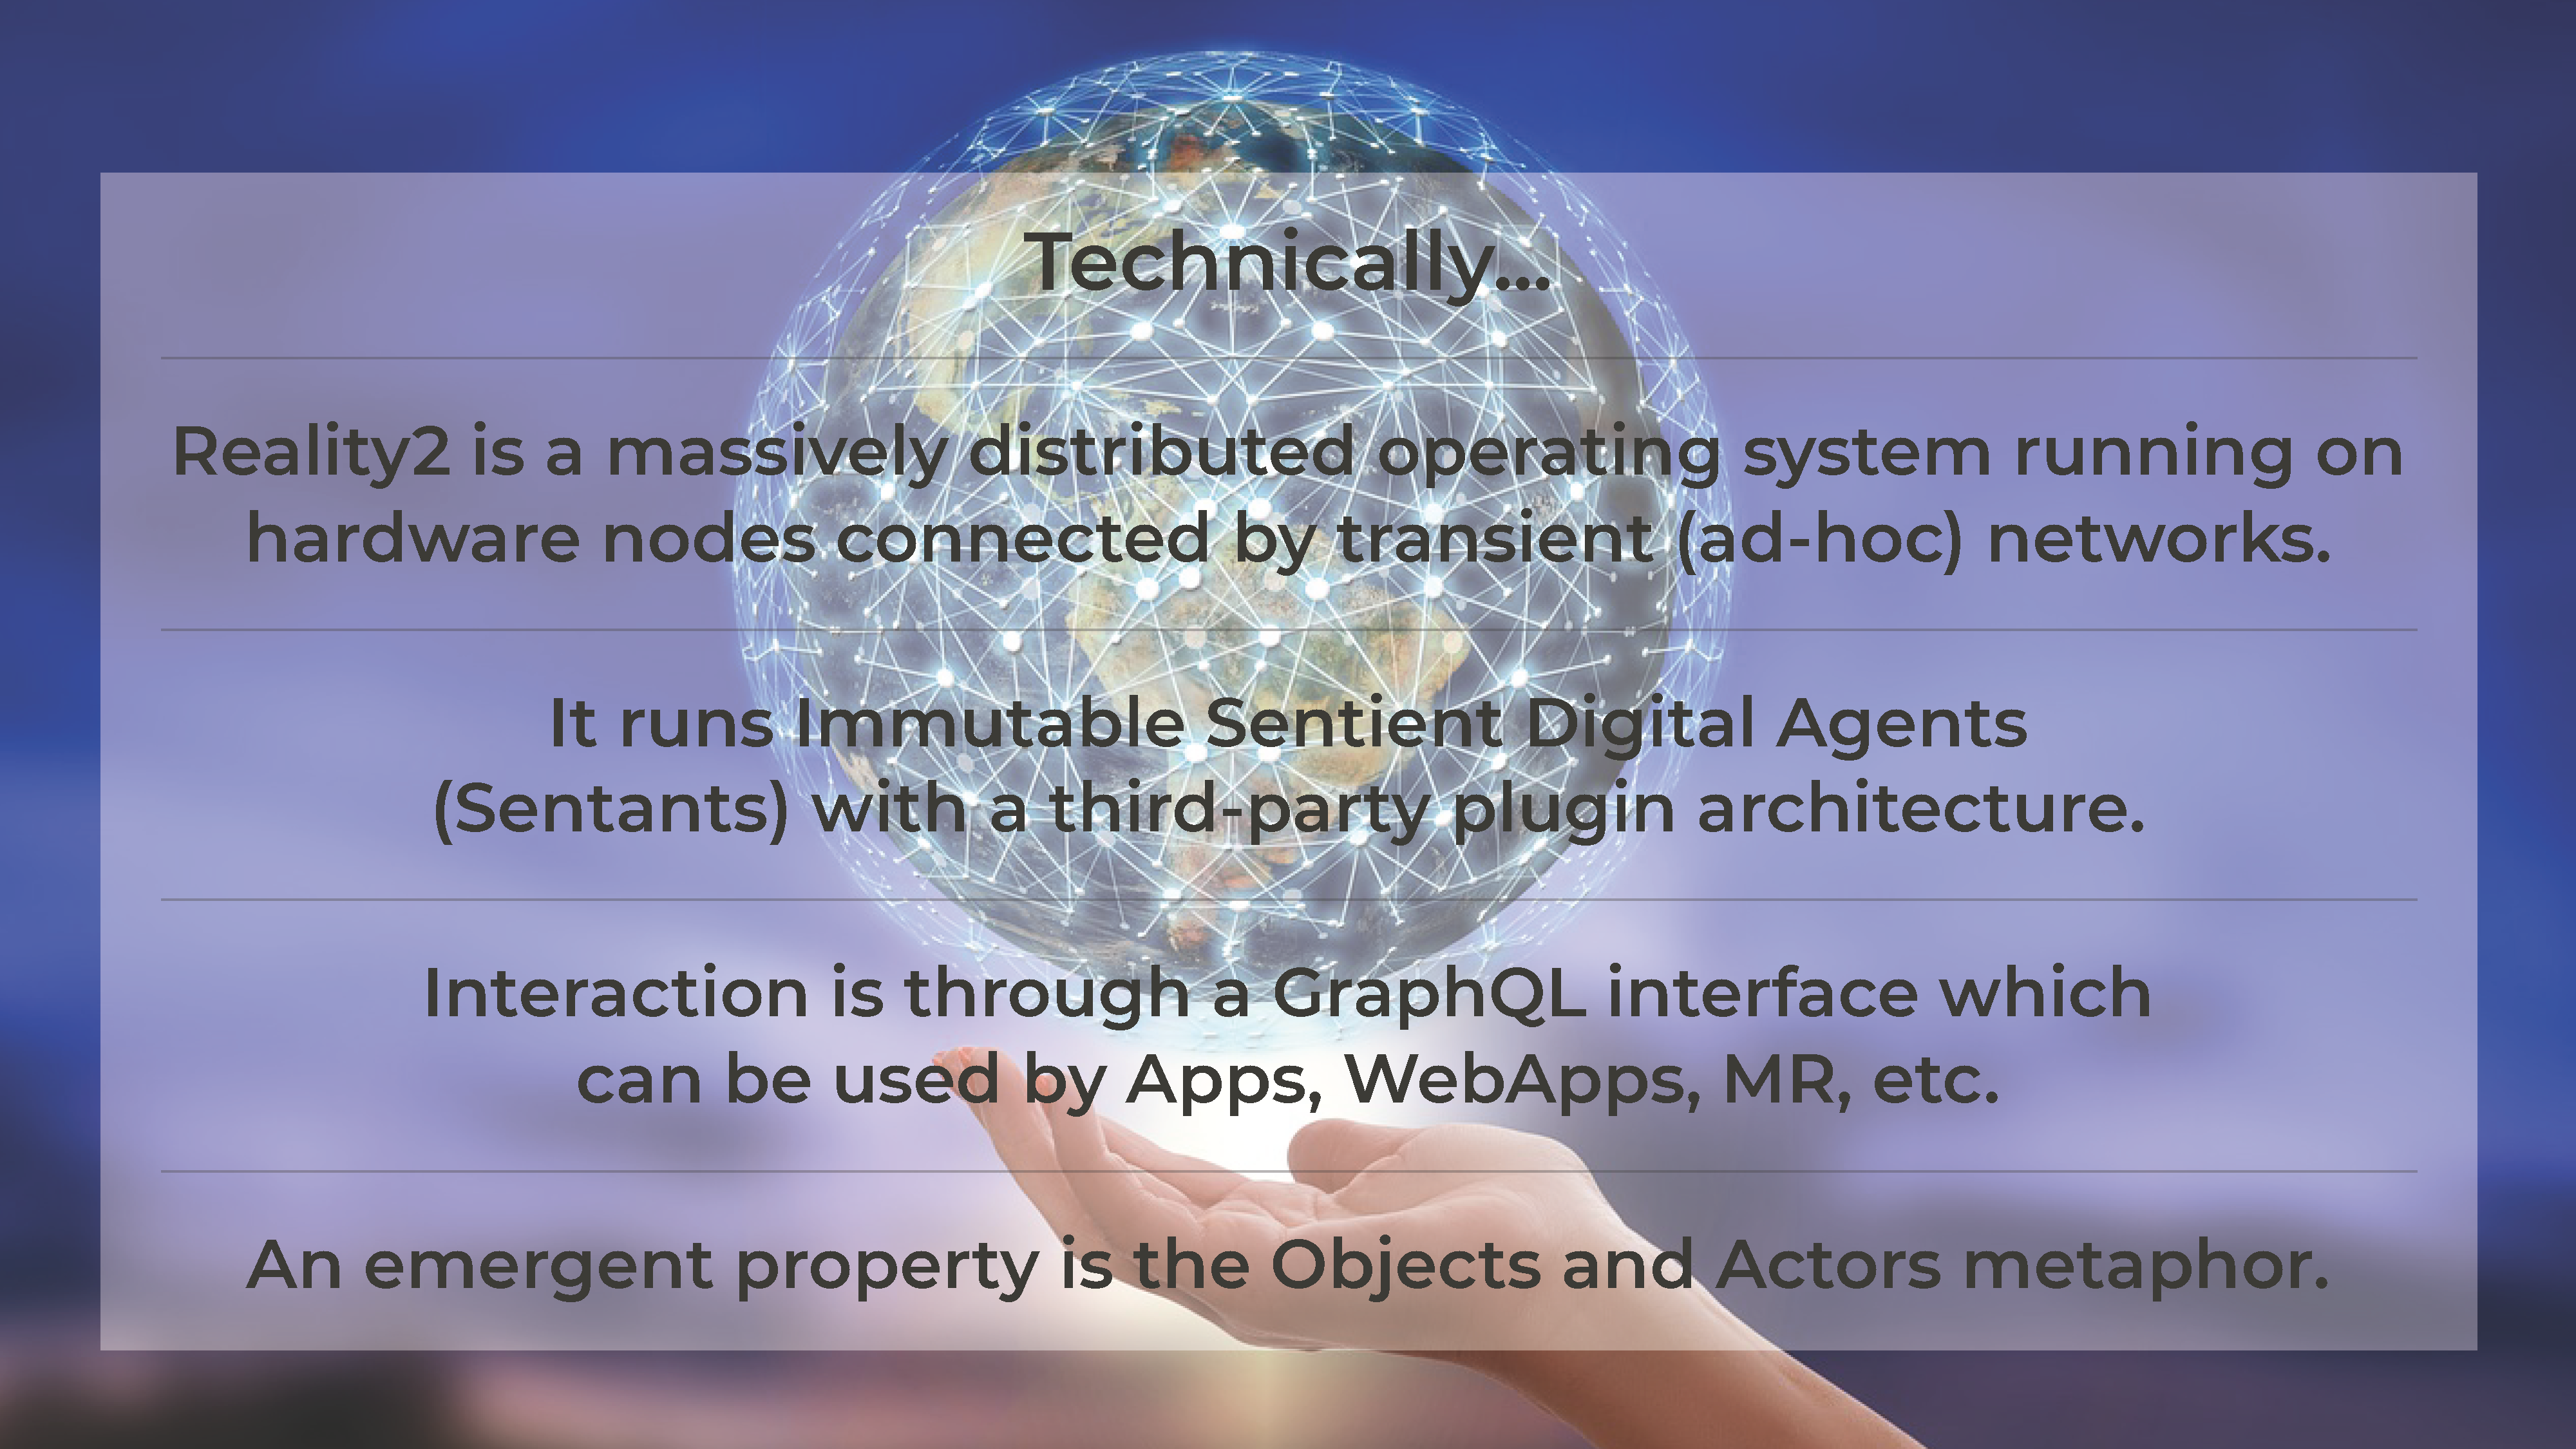 Technically...
Reality2 is a massively distributed operating system running on
hardware nodes connected by transient (ad-hoc) networks.
It runs Immutable Sentient Digital Agents
(Sentants) with a third-party plugin architecture.
Interaction is through a GraphQL interface which
can be used by Apps, WebApps, MR, etc.
An emergent property is the Objects and Actors metaphor.